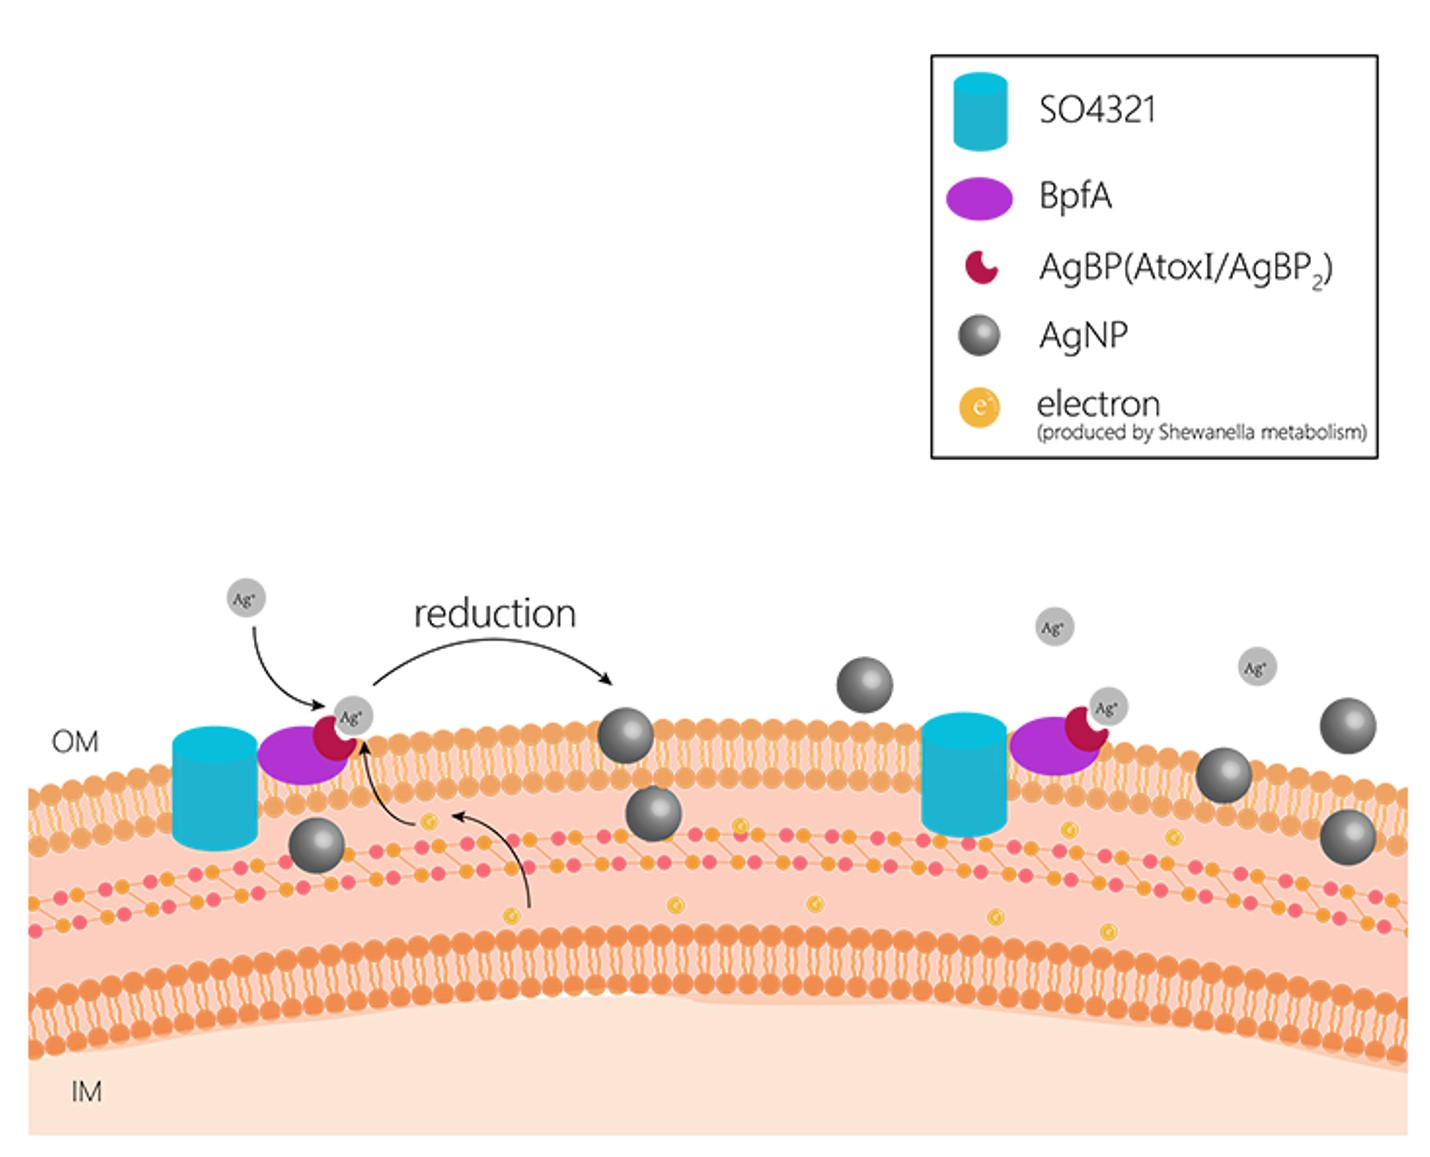 SO4321
BpfA
AgBP(AtoxI/AgBP₂)
AgNP
e⁻
electron
(produced by Shewanella metabolism)
Ag⁺
reduction
Ag⁺
Ag⁺
Ag⁺
Ag⁺
OM
IM